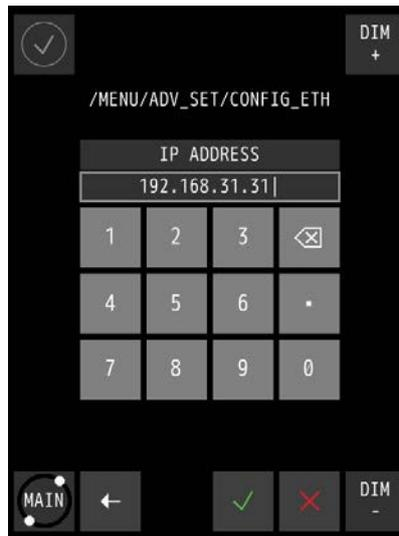 DIM
+
/MENU/ADV_SET/CONFIG_ETH
IP ADDRESS
192.168.31.31
1 2 3
4 5 6 .
7 8 9 0
MAIN
DIM
-